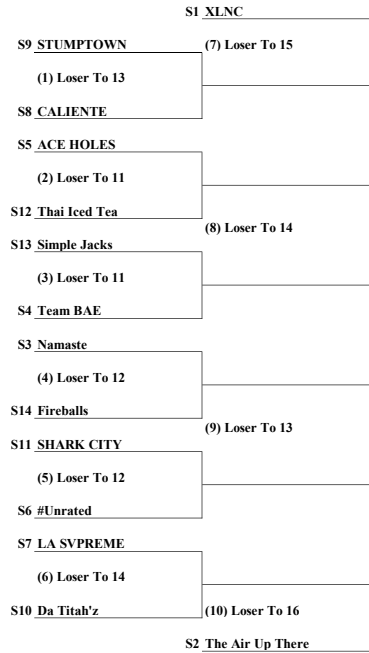 S1 XLNC
S9 STUMPTOWN
(7) Loser To 15
(1) Loser To 13
S8 CALIENTE
S5 ACE HOLES
(2) Loser To 11
S12 Thai Iced Tea
(8) Loser To 14
S13 Simple Jacks
(3) Loser To 11
S4 Team BAE
S3 Namaste
(4) Loser To 12
S14 Fireballs
(9) Loser To 13
S11 SHARK CITY
(5) Loser To 12
S6 #Unrated
S7 LA SVPREME
(6) Loser To 14
S10 Da Titah'z
(10) Loser To 16
S2 The Air Up There